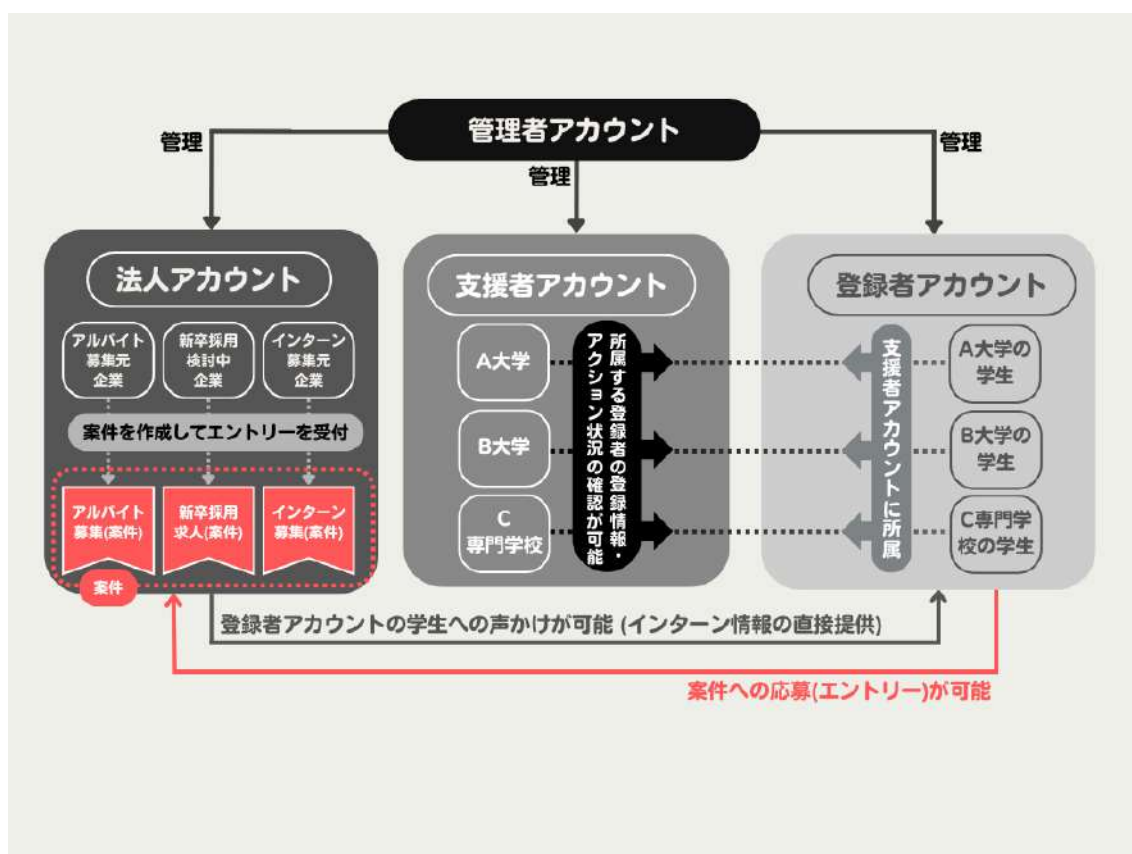 管理者アカウント
管理
管理
管理
法人アカウント
アルバイト
募集元
企業
新卒採用
検討中
企業
インターン
募集元
企業
案件を作成してエントリーを受付
アルバイト
募集(案件)
新卒採用
求人(案件)
インターン
募集(案件)
案件
支援者アカウント
A大学
B大学
C
専門学校
所属する登録者の登録情報・
アクション状況の確認が可能
登録者アカウント
支援者アカウントに所属
A大学の
学生
B大学の
学生
C専門学
校の学生
登録者アカウントの学生への声かけが可能 (インターン情報の直接提供)
案件への応募(エントリー)が可能